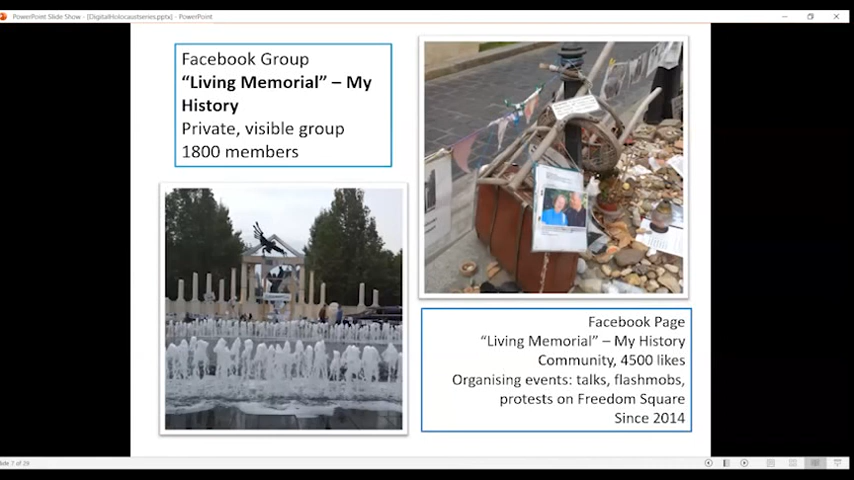 PowerPoint Slide Show - [DigitalHolocaustseries.pptx] - PowerPoint
Facebook Group
“Living Memorial” – My
History
Private, visible group
1800 members
Facebook Page
“Living Memorial” – My History
Community, 4500 likes
Organising events: talks, flashmobs,
protests on Freedom Square
Since 2014